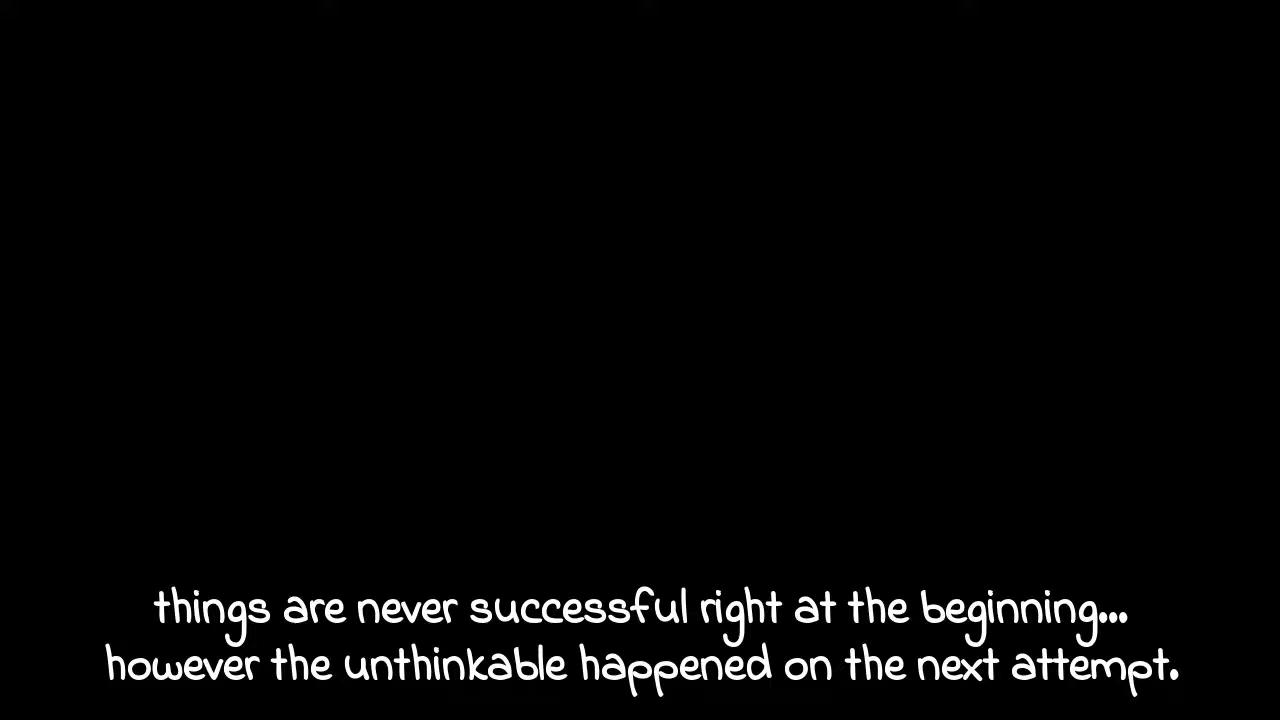 things are never successful right at the beginning...
however the unthinkable happened on the next attempt.